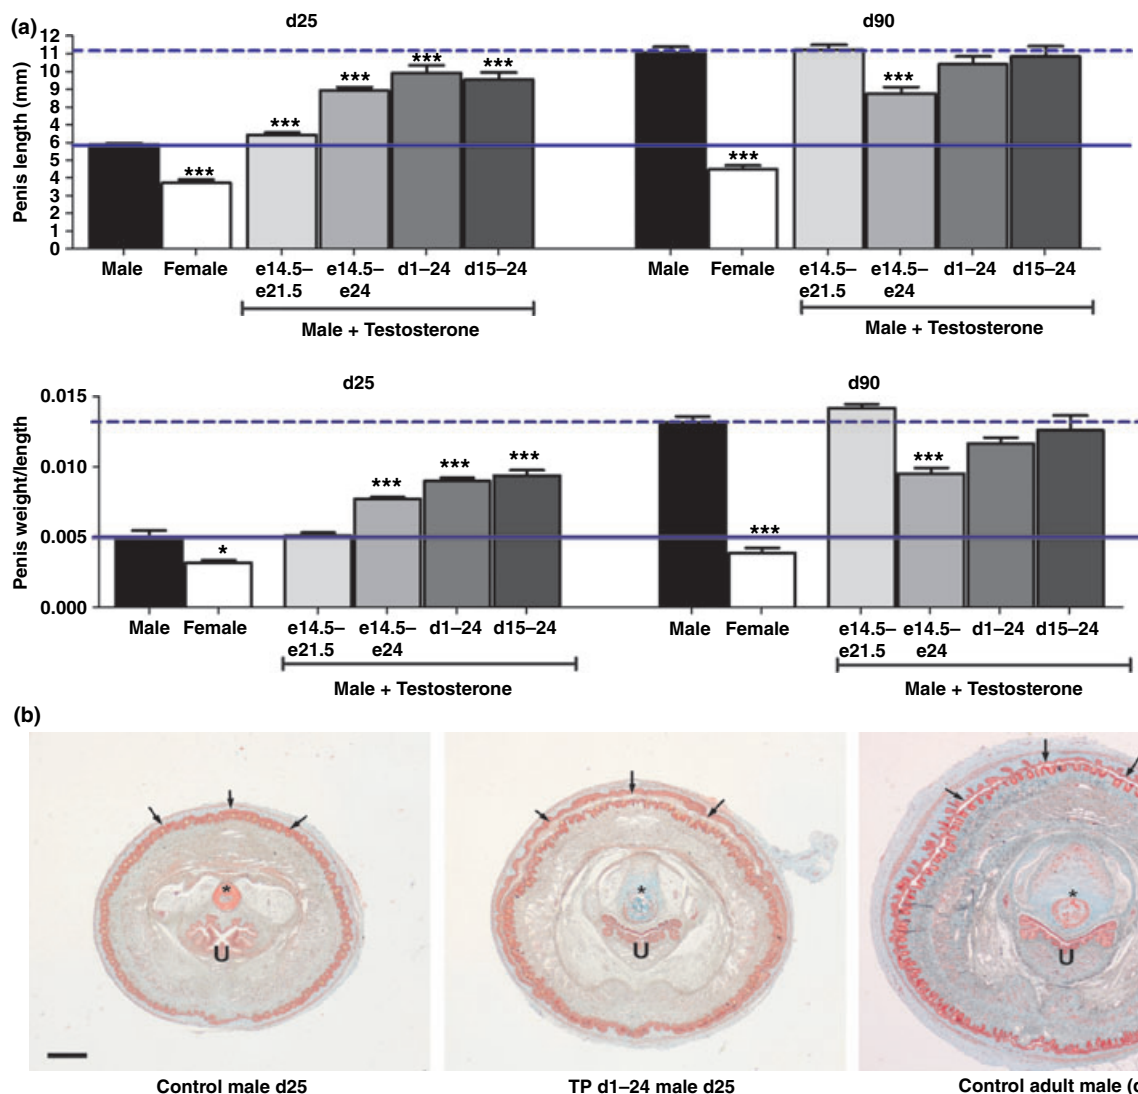 (a)
d25 d90
Penis length (mm)
12
11
10
9
8
7
6
5
4
3
2
1
0
*** *** *** *** *** *** ***
Male Female e14.5– e14.5– d1–24 d15–24 Male Female e14.5– e14.5– d1–24 d15–24
e21.5 e24 e21.5 e24
Male + Testosterone Male + Testosterone
d25 d90
Penis weight/length
0.015
0.010
0.005
0.000
* *** *** *** *** ***
Male Female e14.5– e14.5– d1–24 d15–24 Male Female e14.5– e14.5– d1–24 d15–24
e21.5 e24 e21.5 e24
Male + Testosterone Male + Testosterone
(b)
* * *
U U U
Control male d25 TP d1–24 male d25 Control adult male (d